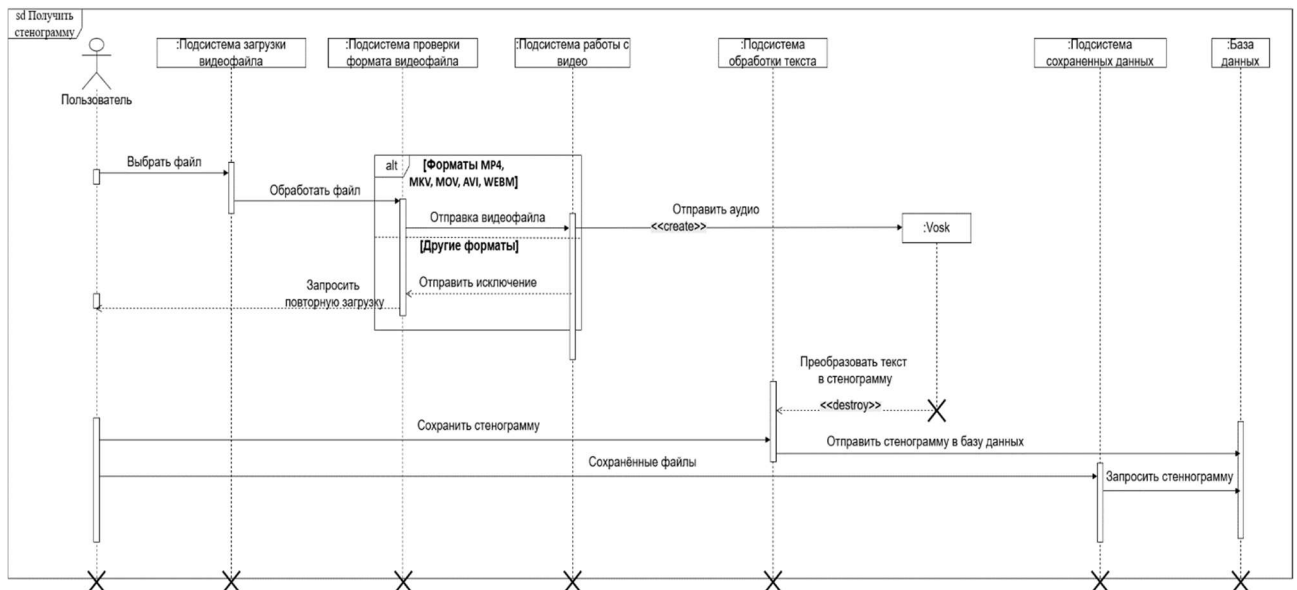 sd Получить
стенограмму
:Подсистема загрузки
видеофайла
:Подсистема проверки
формата видеофайла
:Подсистема работы с
видео
:Подсистема
обработки текста
:Подсистема
сохраненных данных
:База
данных
Пользователь
Выбрать файл
alt
[Форматы MP4,
MKV, MOV, AVI, WEBM]
Обработать файл
Отправка видеофайла
Отправить аудио
<<create>>
:Vosk
[Другие форматы]
Отправить исключение
Запросить
повторную загрузку
Преобразовать текст
в стенограмму
<<destroy>>
Сохранить стенограмму
Отправить стенограмму в базу данных
Сохранённые файлы
Запросить стеннограмму